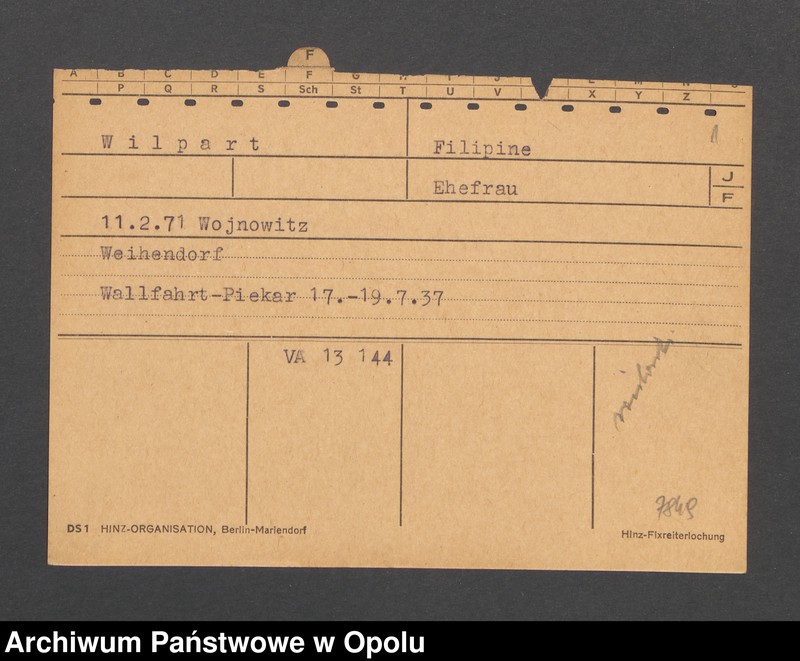 F
A B C D E F G H I J L M N O
P Q R S Sch St T U V X Y Z
W i l p a r t Filipine
Ehefrau J
F
11.2.71 Wojnowitz
Weihendorf
Wallfahrt-Piekar 17.-19.7.37
VA 13 144
7849
DS1 HINZ-ORGANISATION, Berlin-Mariendorf Hinz-Fixreiterlochung
Archiwum Państwowe w Opolu